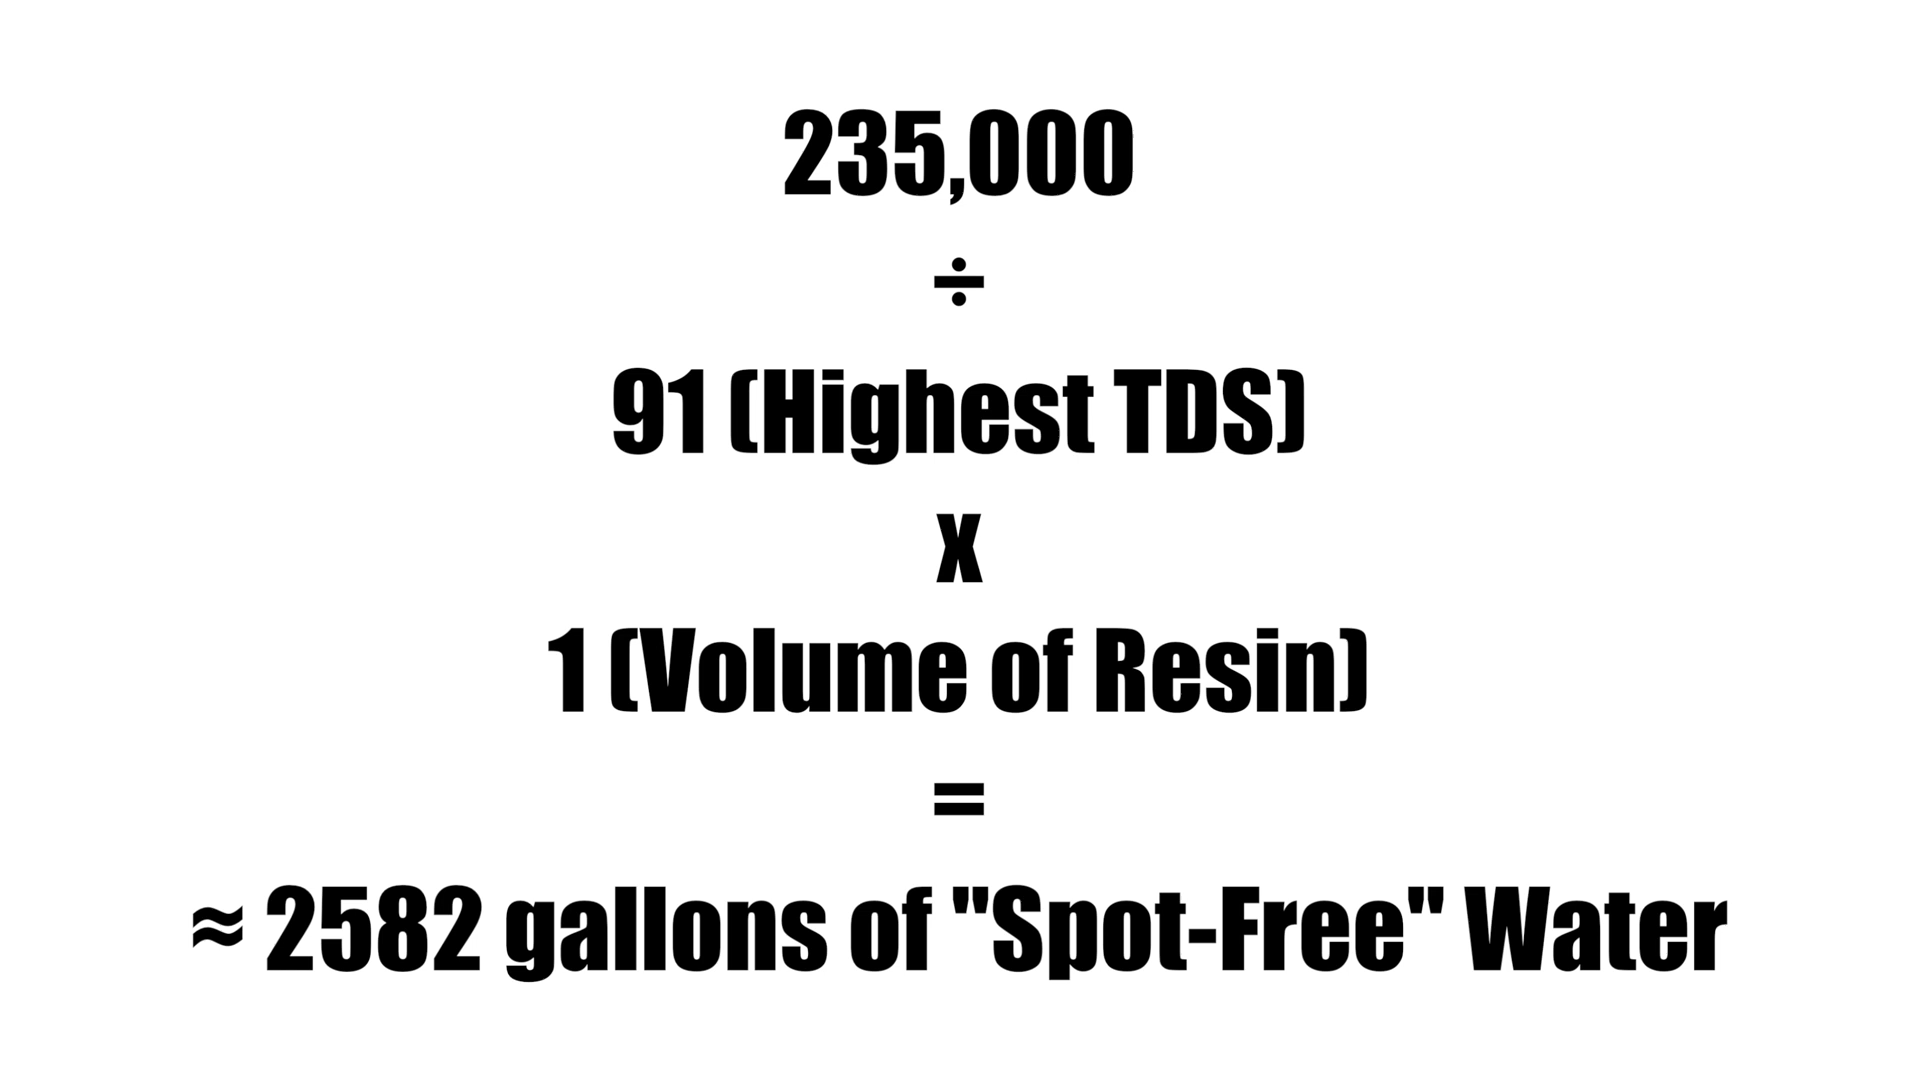 235,000
÷
91 (Highest TDS)
x
1 (Volume of Resin)
=
≈ 2582 gallons of "Spot-Free" Water